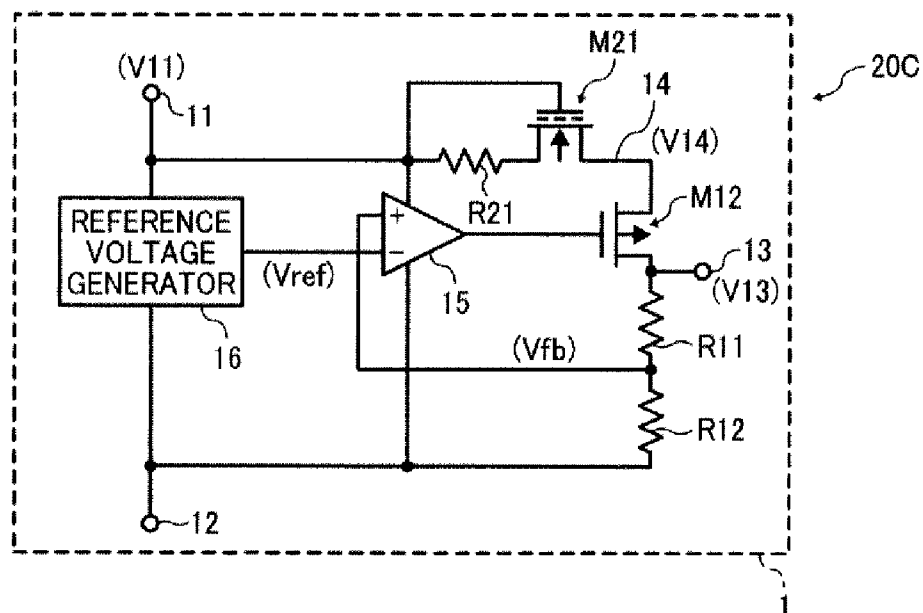 M21
20C
(V11)
11
14
(V14)
R21
M12
REFERENCE
VOLTAGE
GENERATOR
+
−
13
(Vref)
15
(V13)
16
(Vfb)
R11
R12
12
1